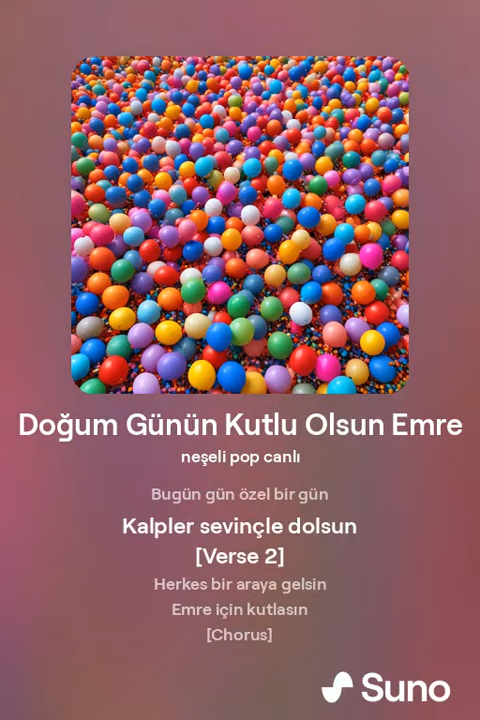 Doğum Günün Kutlu Olsun Emre
neşeli pop canlı
Bugün gün özel bir gün
Kalpler sevinçle dolsun
[Verse 2]
Herkes bir araya gelsin
Emre için kutlasın
[Chorus]
Suno